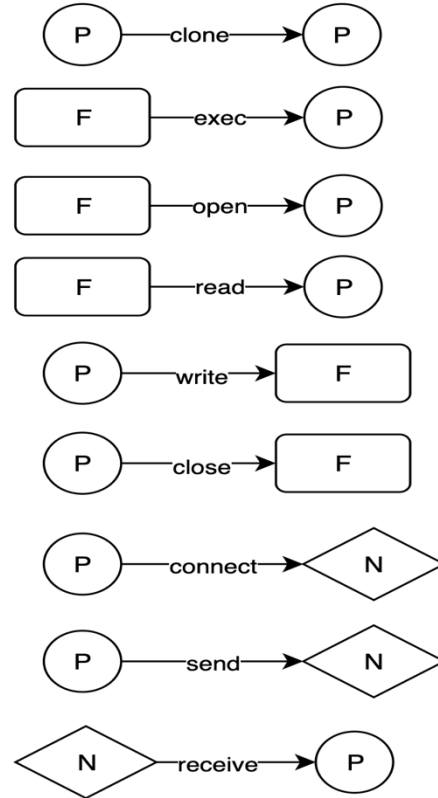 P clone P
F exec P
F open P
F read P
P write F
P close F
P connect N
P send N
N receive P